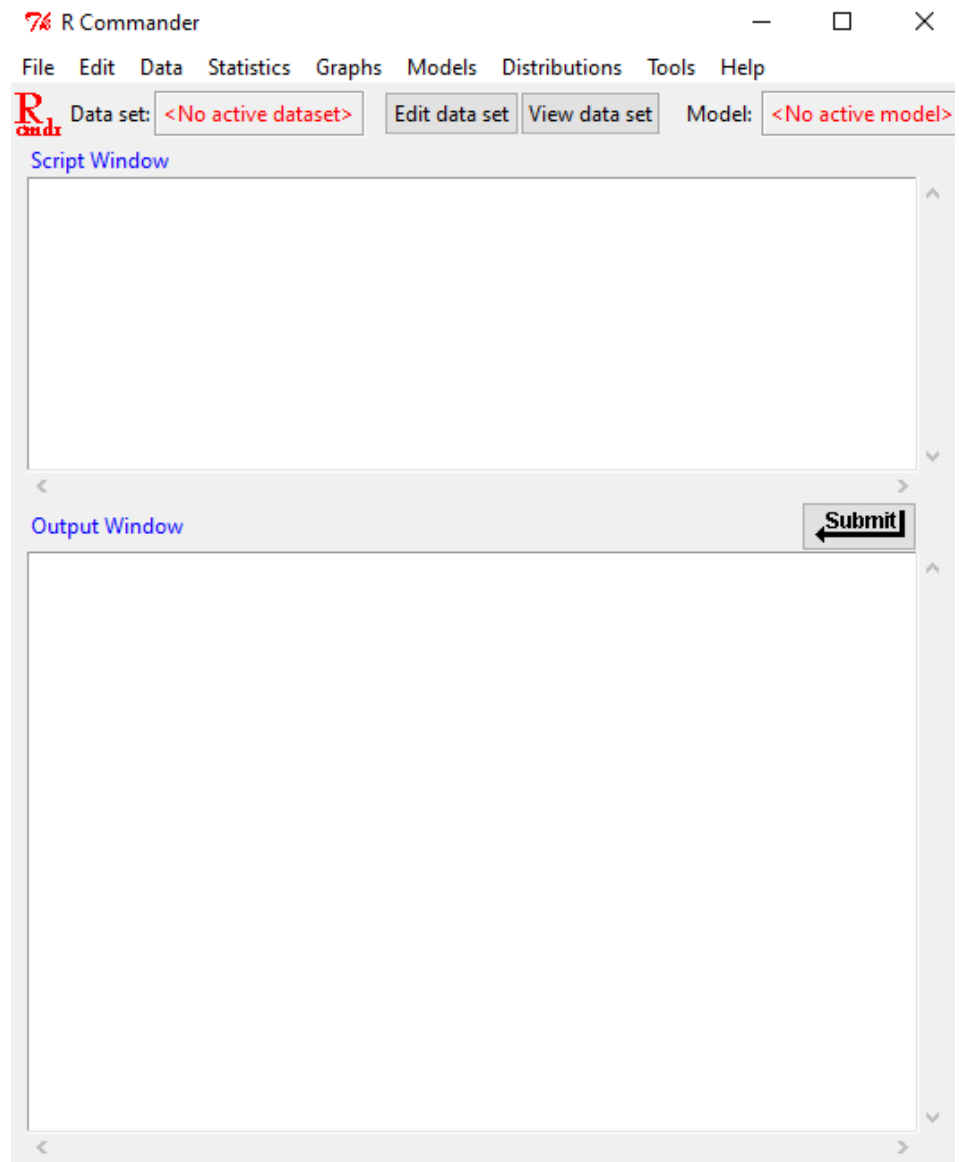 R Commander
File Edit Data Statistics Graphs Models Distributions Tools Help
R cmdr Data set: <No active dataset> Edit data set View data set Model: <No active model>
Script Window
Output Window Submit